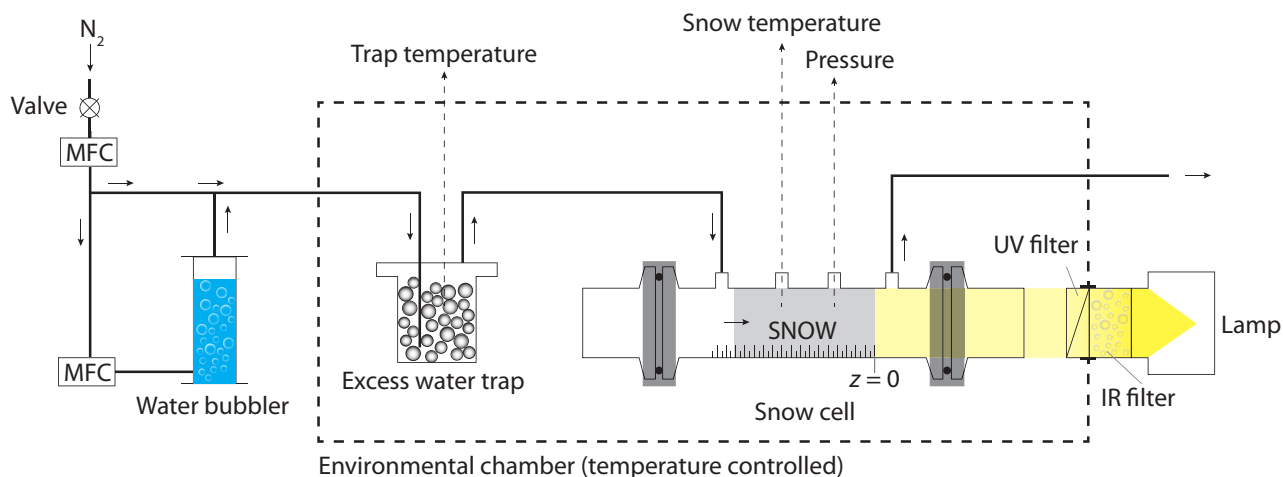 N₂
Valve
MFC
MFC
Water bubbler
Trap temperature
Excess water trap
Snow temperature
Pressure
SNOW
z = 0
Snow cell
UV filter
IR filter
Lamp
Environmental chamber (temperature controlled)